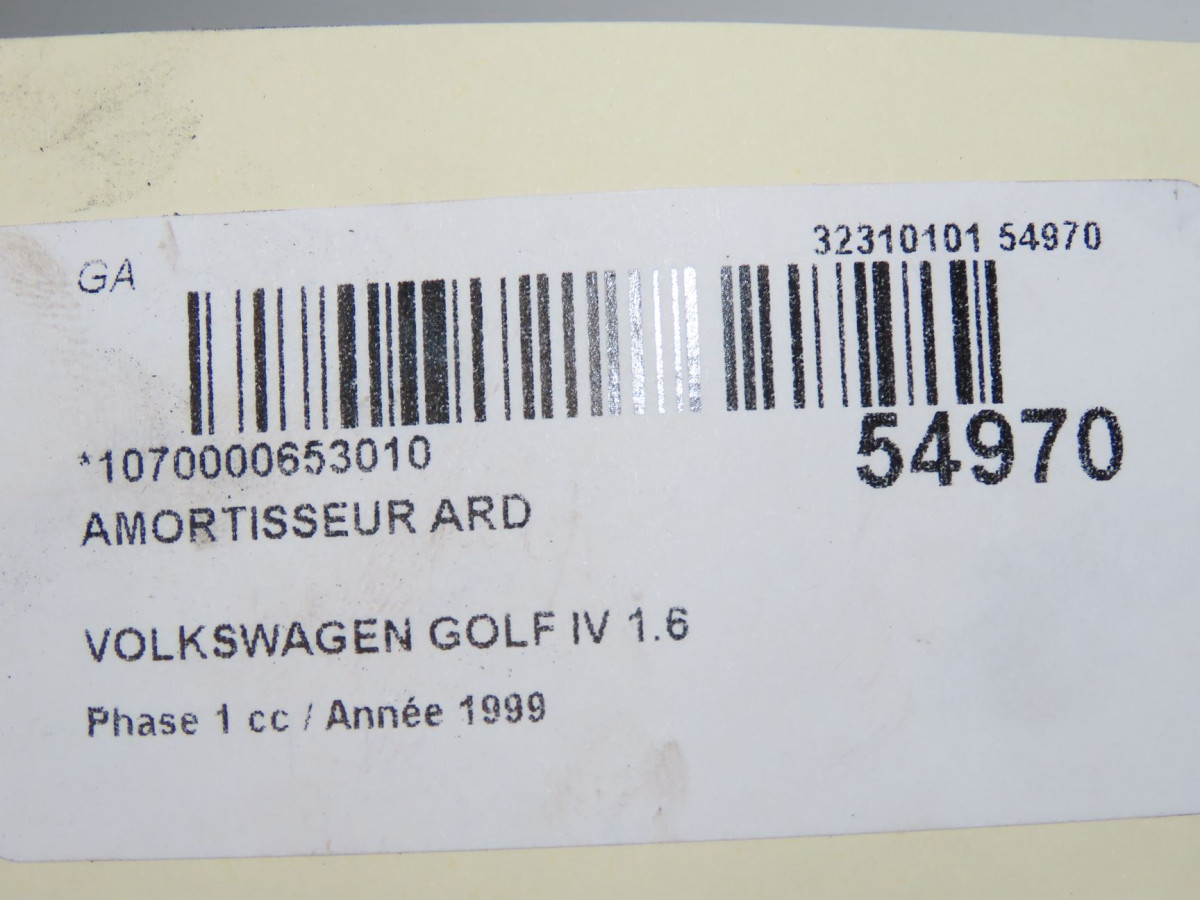 32310101 54970
GA
54970
*1070000653010
AMORTISSEUR ARD
VOLKSWAGEN GOLF IV 1.6
Phase 1 cc / Année 1999